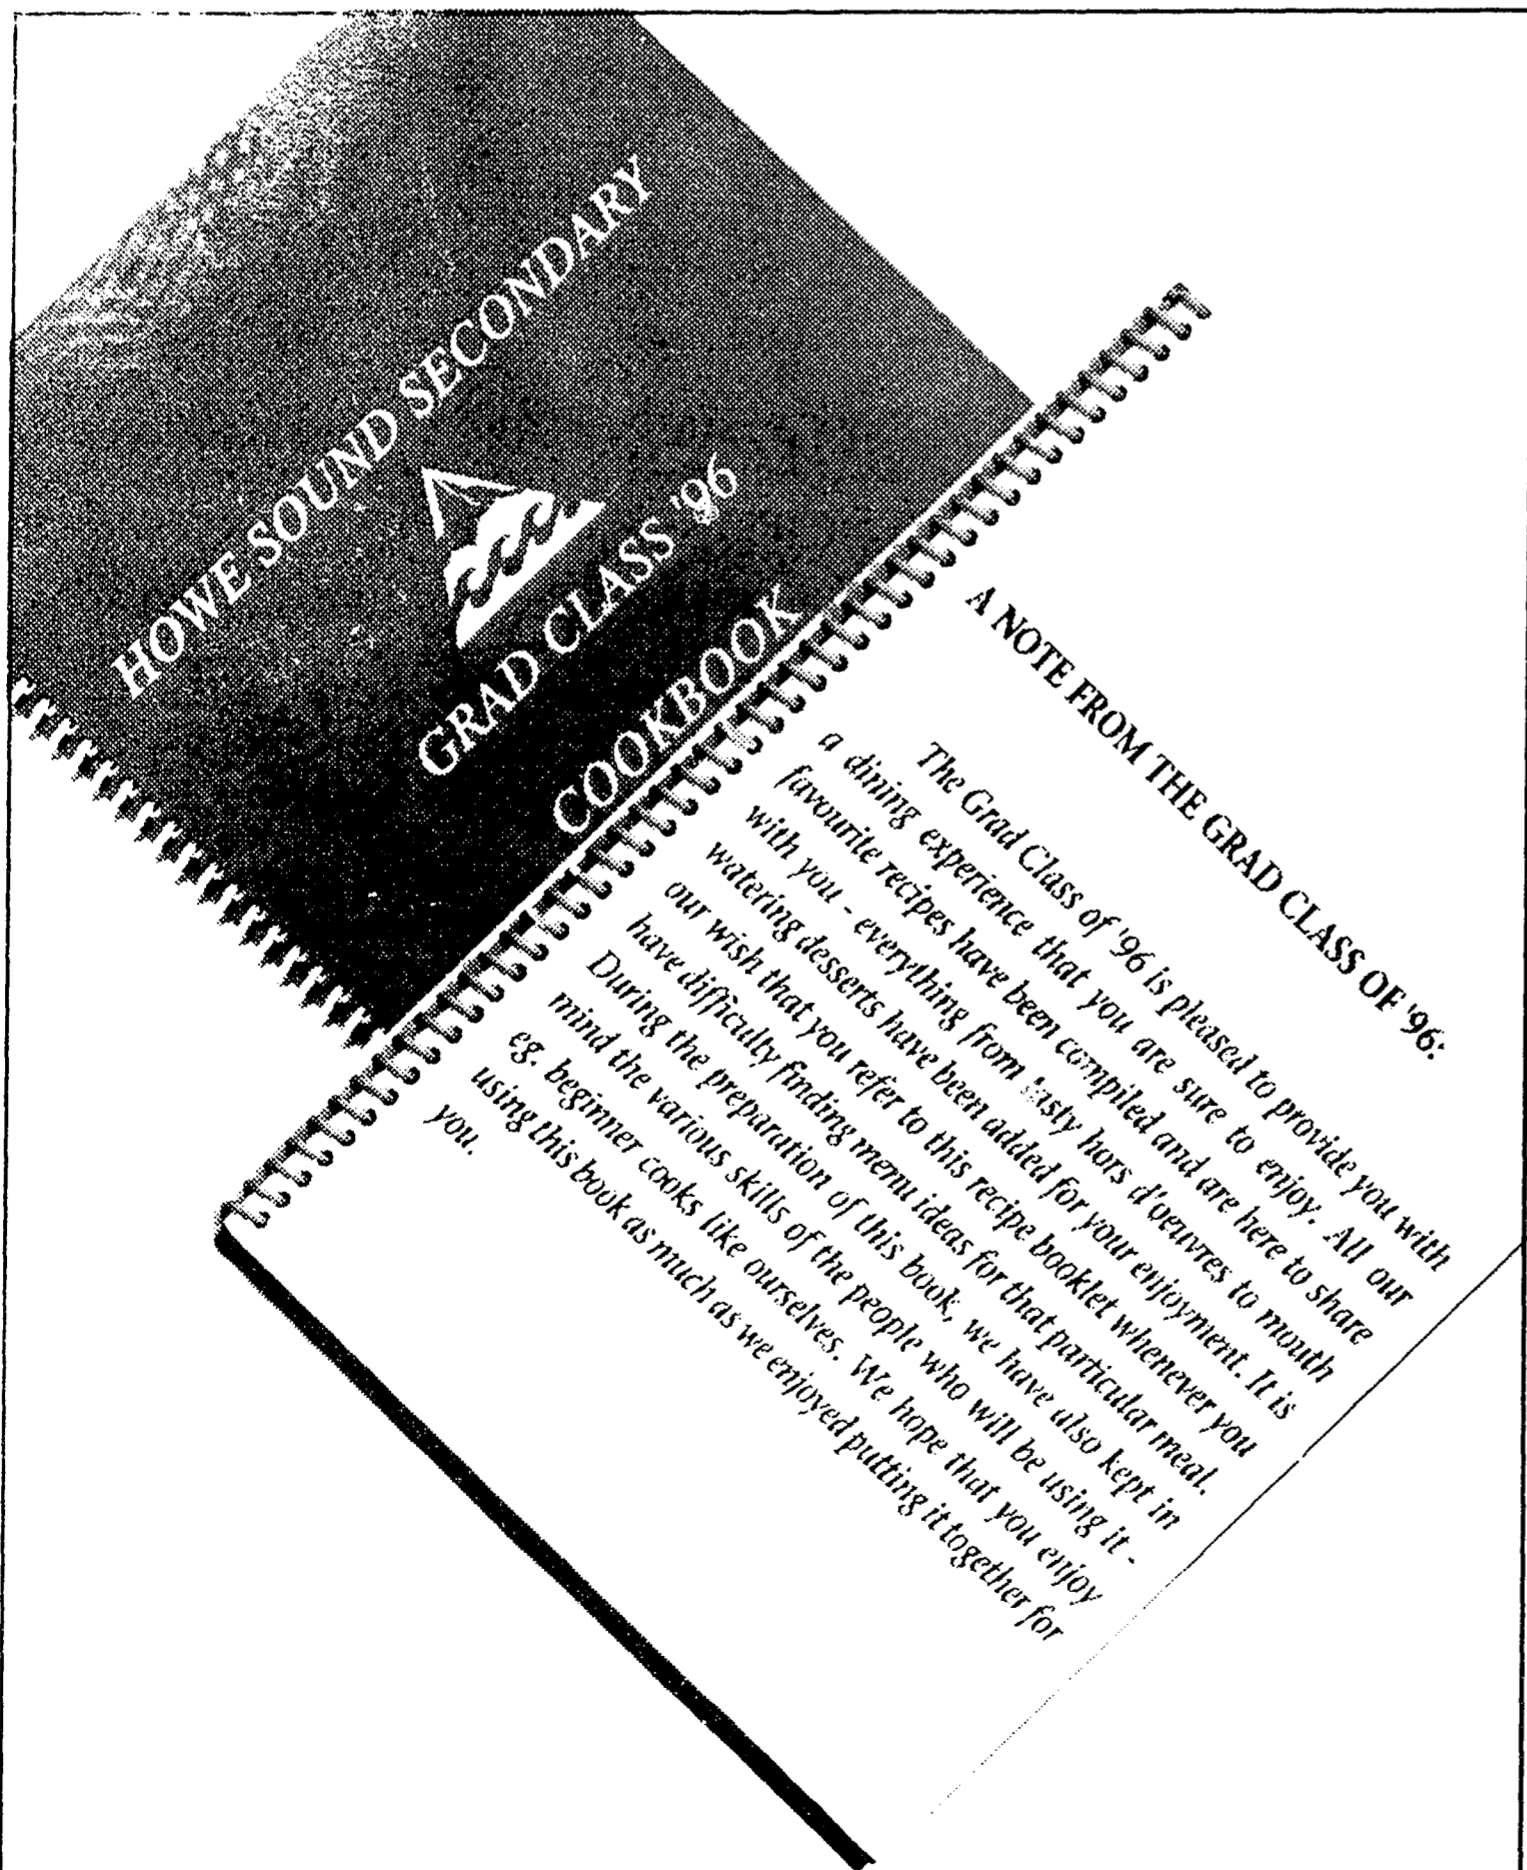 HOWE SOUND SECONDARY
GRAD CLASS '96
COOKBOOK
A NOTE FROM THE GRAD CLASS OF '96:
The Grad Class of '96 is pleased to provide you with
a dining experience that you are sure to enjoy. All our
favourite recipes have been compiled and are here to share
with you - everything from tasty hors d'oeuvres to mouth
watering desserts have been added for your enjoyment. It is
our wish that you refer to this recipe booklet whenever you
have difficulty finding menu ideas for that particular meal.
During the preparation of this book, we have also kept in
mind the various skills of the people who will be using it -
eg. beginner cooks like ourselves. We hope that you enjoy
using this book as much as we enjoyed putting it together for
you.